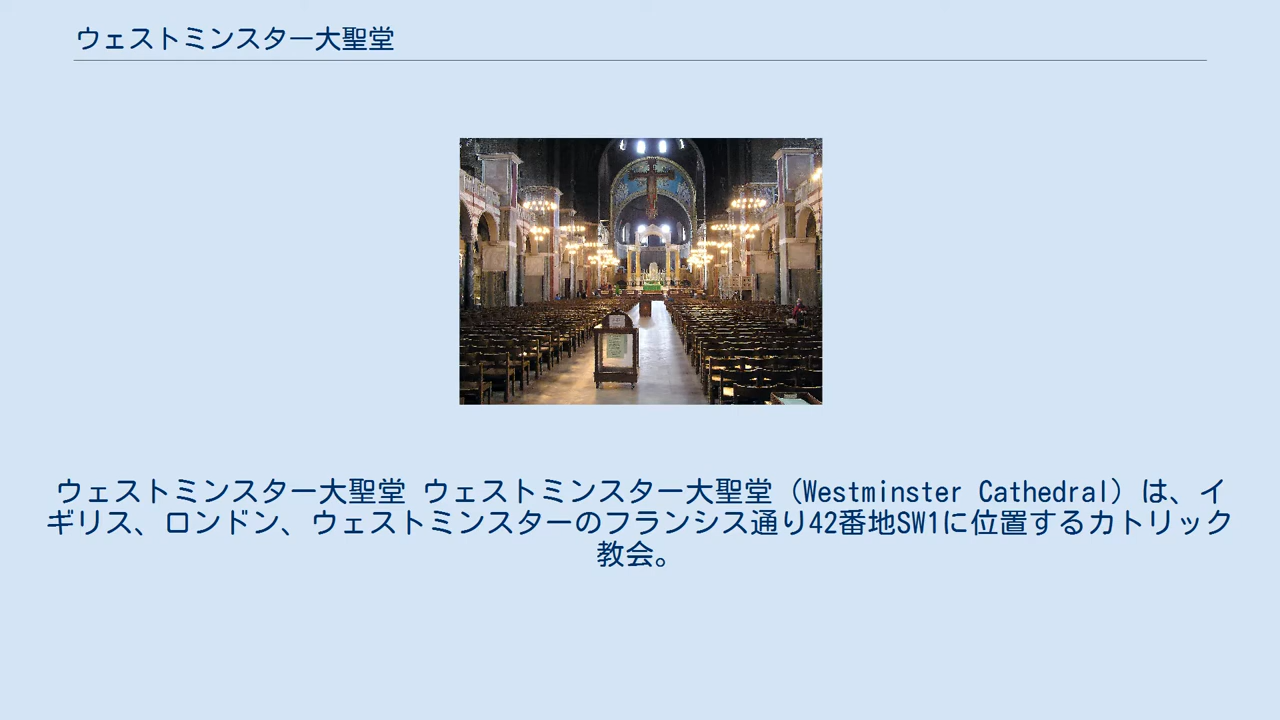 ウェストミンスター大聖堂
ウェストミンスター大聖堂 ウェストミンスター大聖堂（Westminster Cathedral）は、イ
ギリス、ロンドン、ウェストミンスターのフランシス通り42番地SW1に位置するカトリック
教会。